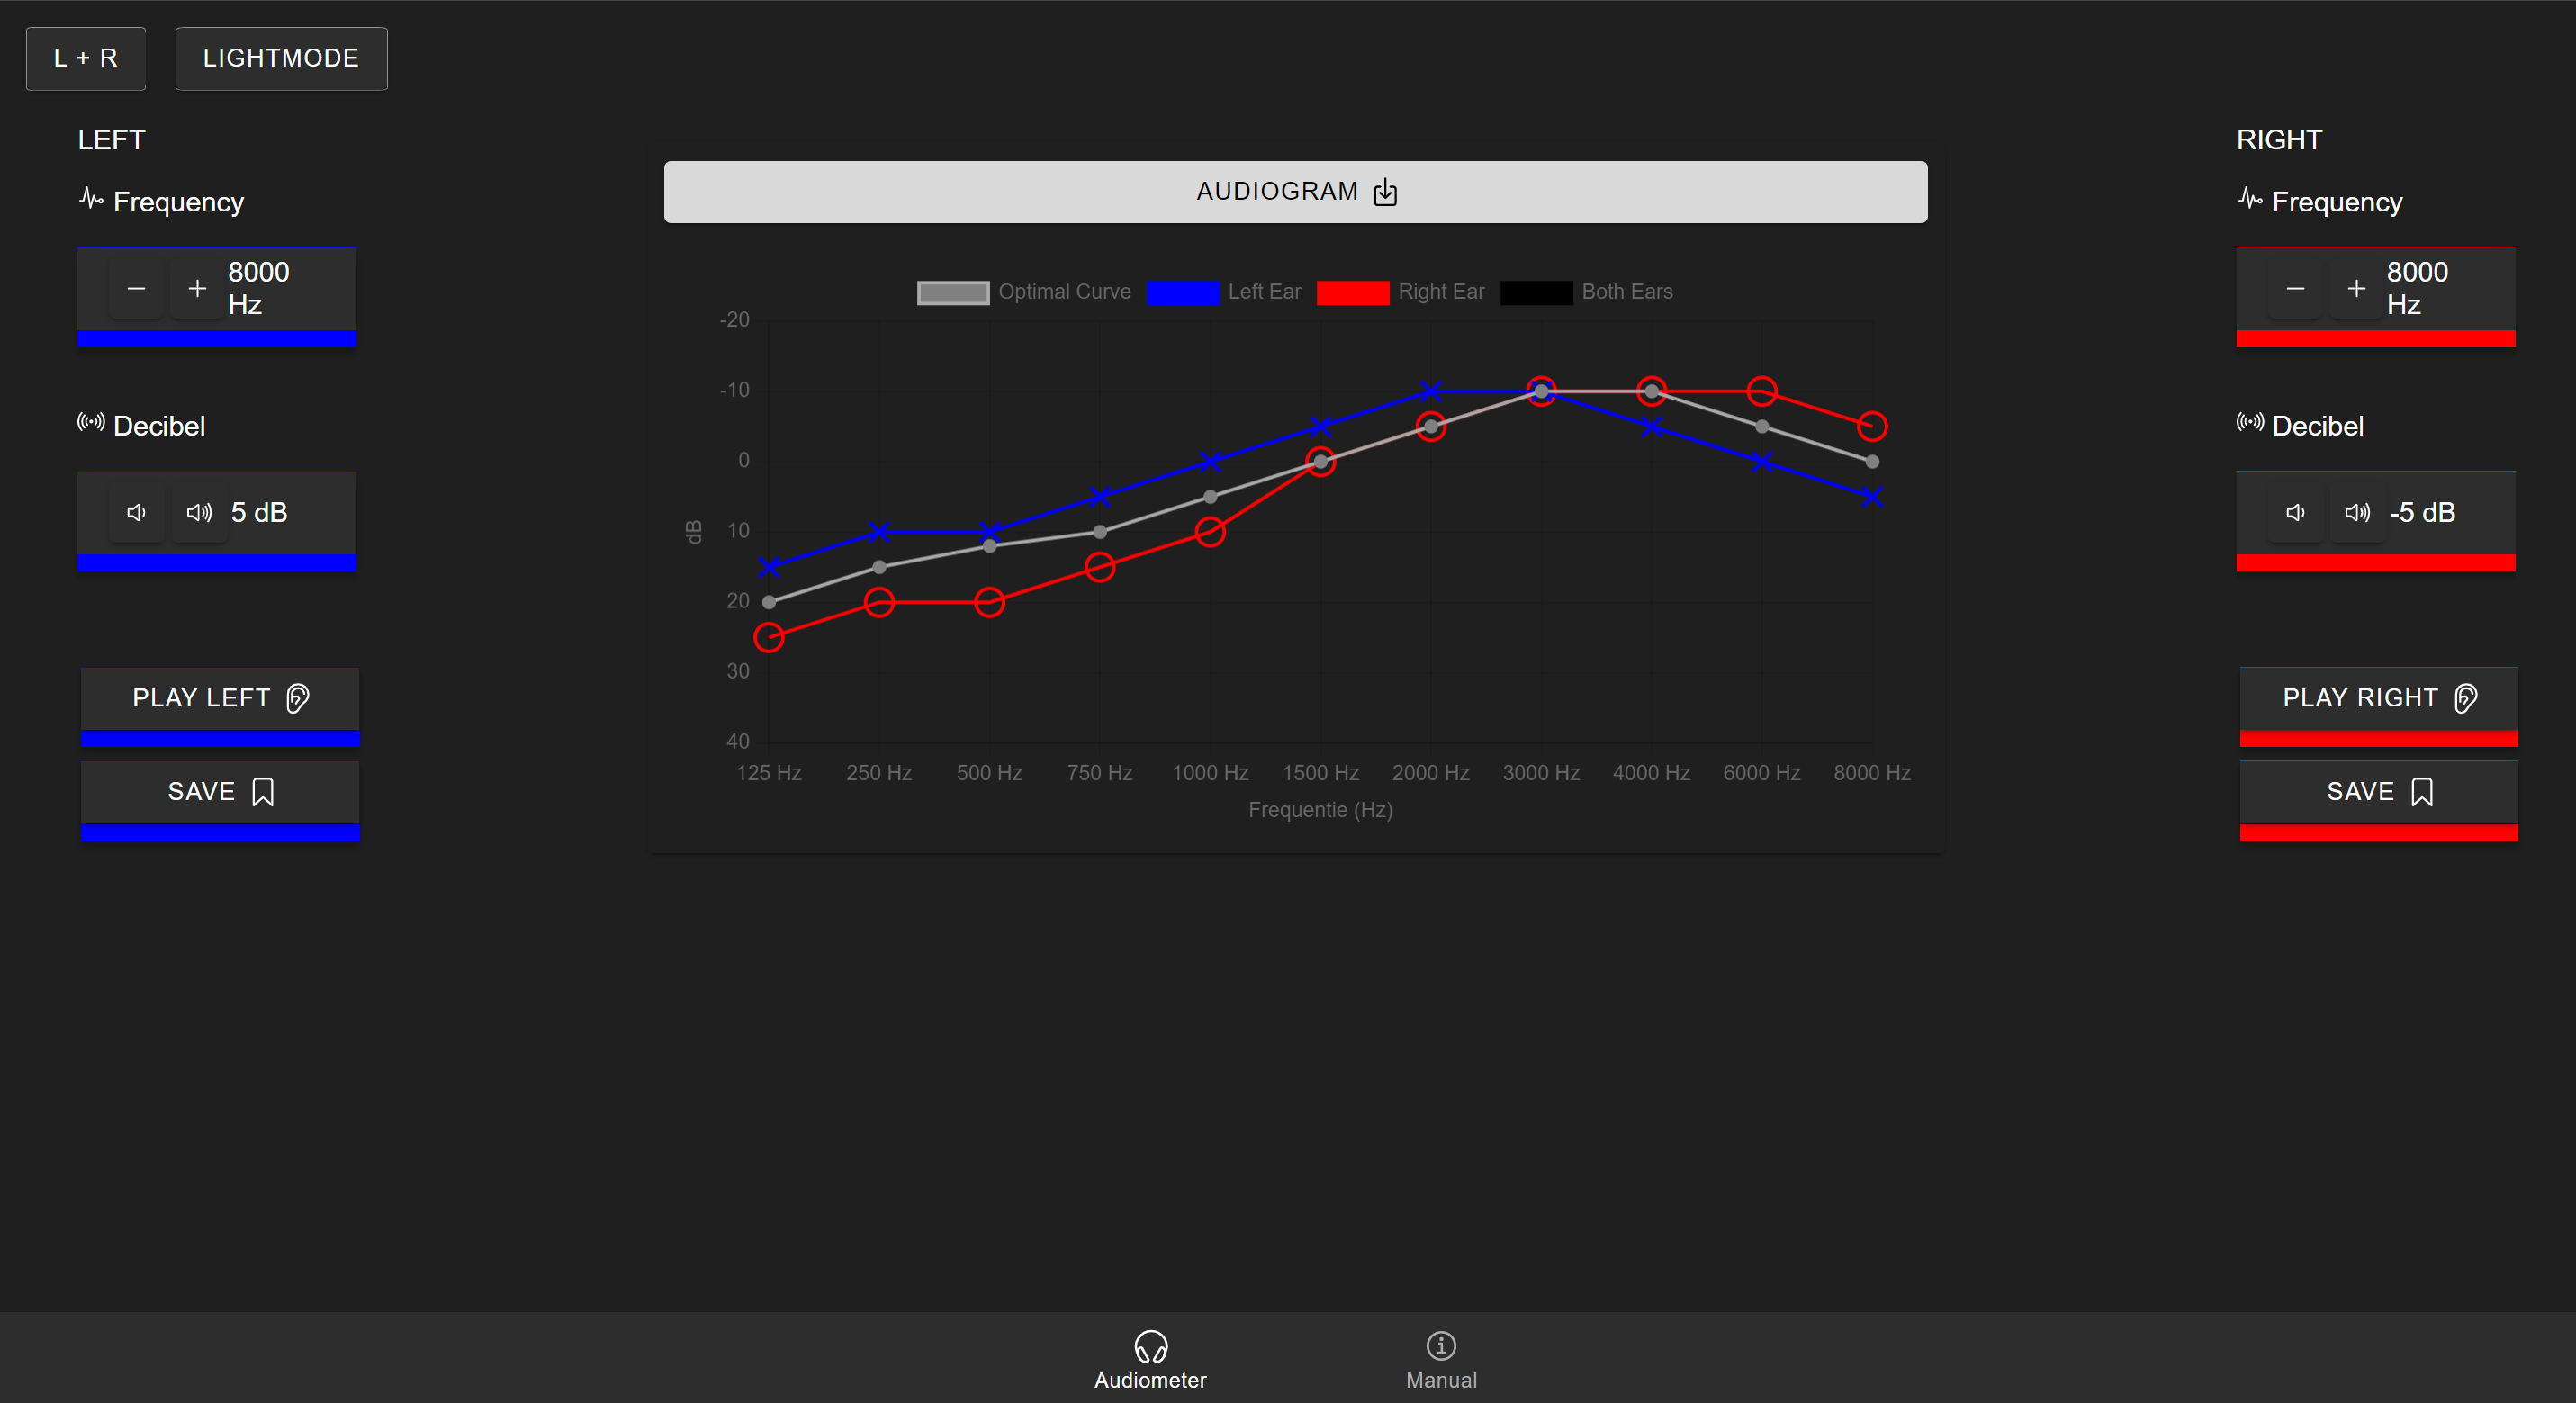 L + R
LIGHTMODE
LEFT
Frequency
8000
Hz
Decibel
5 dB
PLAY LEFT
SAVE
AUDIOGRAM
Optimal Curve Left Ear Right Ear Both Ears
-20
-10
0
10
20
30
40
dB
125 Hz 250 Hz 500 Hz 750 Hz 1000 Hz 1500 Hz 2000 Hz 3000 Hz 4000 Hz 6000 Hz 8000 Hz
Frequentie (Hz)
RIGHT
Frequency
8000
Hz
Decibel
-5 dB
PLAY RIGHT
SAVE
Audiometer
Manual